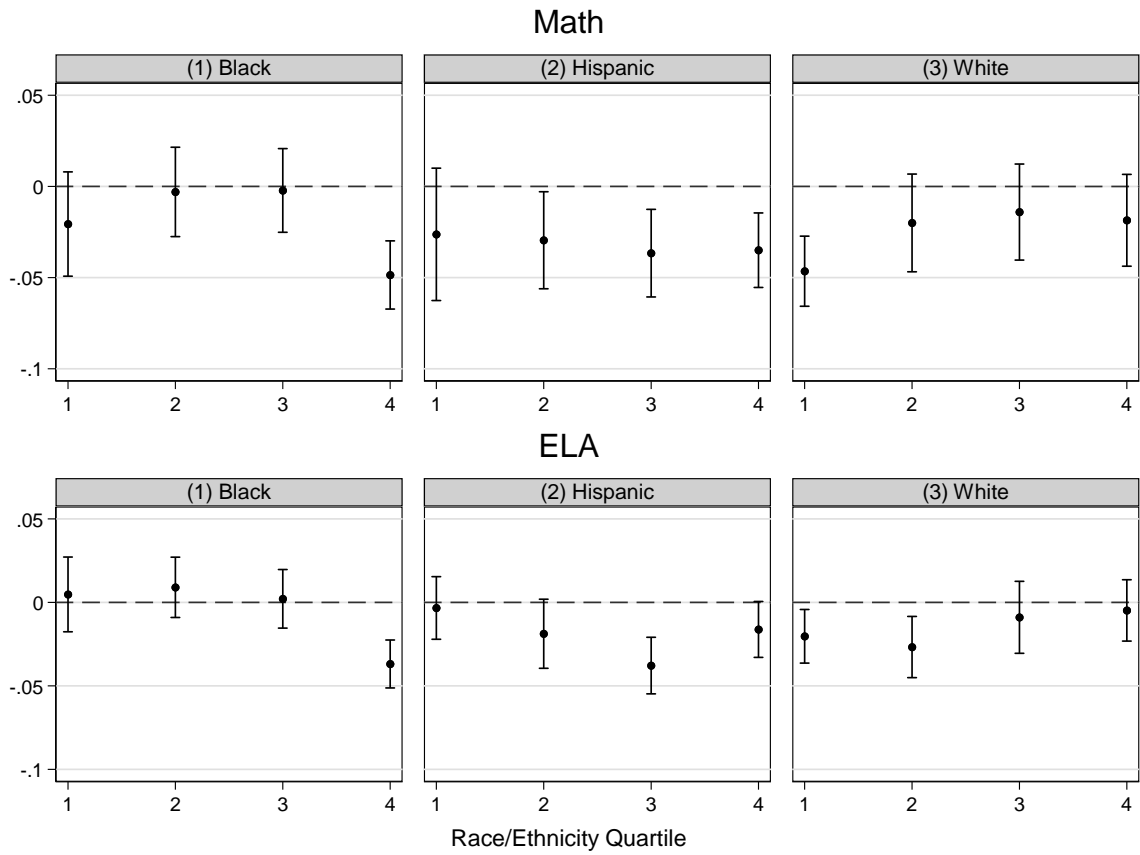 Math
(1) Black (2) Hispanic (3) White
.05
0
-.05
-.1
1 2 3 4 1 2 3 4 1 2 3 4
ELA
(1) Black (2) Hispanic (3) White
.05
0
-.05
-.1
1 2 3 4 1 2 3 4 1 2 3 4
Race/Ethnicity Quartile